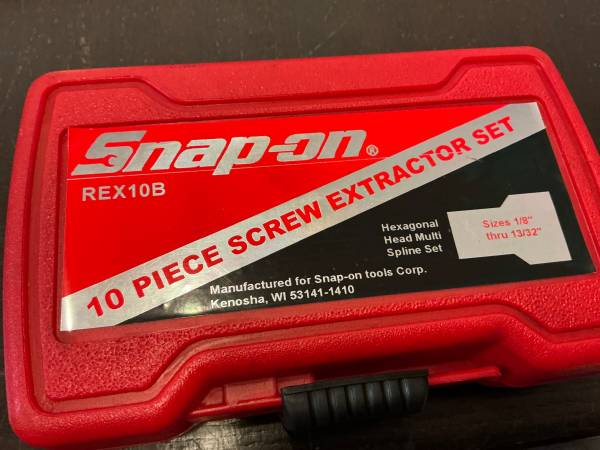 Snap-on®
REX10B
10 PIECE SCREW EXTRACTOR SET
Hexagonal
Head Multi
Spline Set
Sizes 1/8"
thru 13/32"
Manufactured for Snap-on tools Corp.
Kenosha, WI 53141-1410